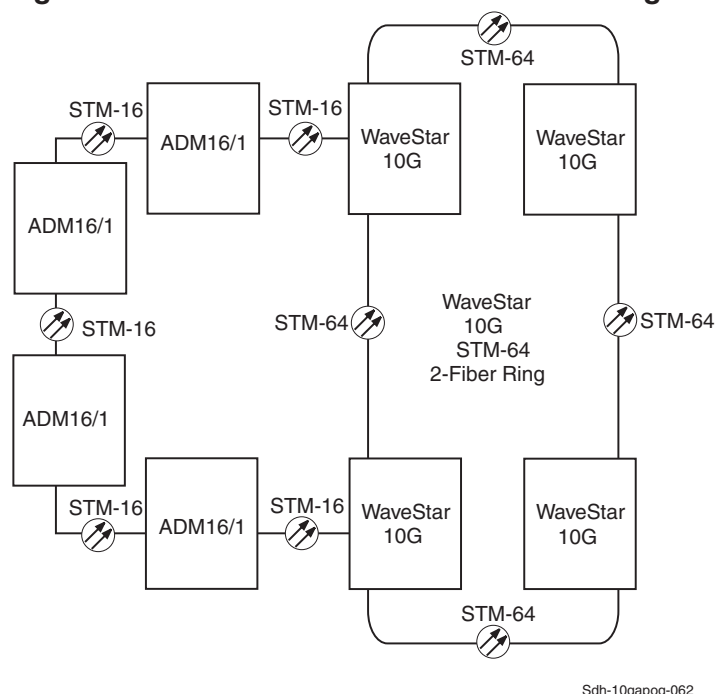 STM-64
STM-16
ADM16/1
STM-16
WaveStar
10G
WaveStar
10G
ADM16/1
STM-16
STM-64
WaveStar
10G
STM-64
2-Fiber Ring
STM-64
ADM16/1
STM-16
ADM16/1
STM-16
WaveStar
10G
WaveStar
10G
STM-64
Sdh-10gapog-062